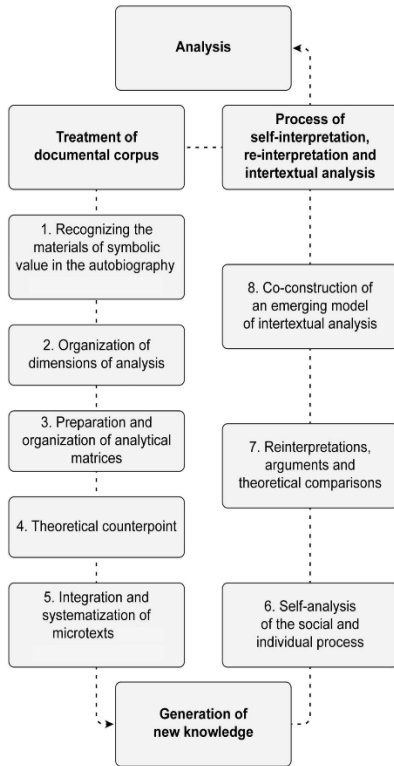 Analysis
Treatment of
documental corpus
Process of
self-interpretation,
re-interpretation and
intertextual analysis
1. Recognizing the
materials of symbolic
value in the autobiography
2. Organization of
dimensions of analysis
3. Preparation and
organization of analytical
matrices
4. Theoretical counterpoint
5. Integration and
systematization of
microtexts
8. Co-construction of
an emerging model
of intertextual analysis
7. Reinterpretations,
arguments and
theoretical comparisons
6. Self-analysis
of the social and
individual process
Generation of
new knowledge